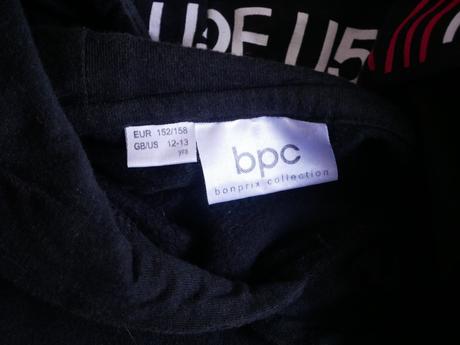 EUR 152/158
GB/US 12-13
yrs
bpc
bonprix collection